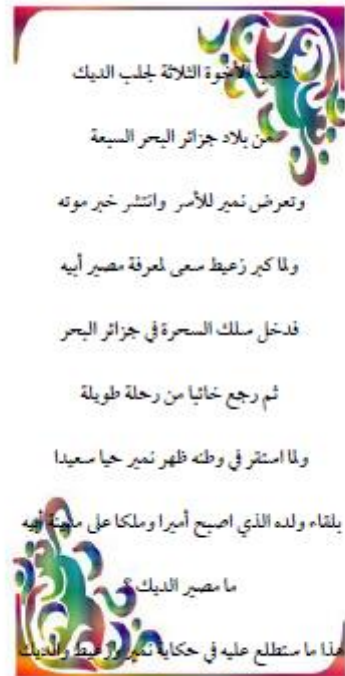 ذهب الأخوة الثلاثة لجلب الديك
من بلاد جزائر البحر السبعة
وتعرض نمير للأسر وانتشر خبر موته
ولما كبر زعيط سعى لمعرفة مصير أبيه
فدخل سلك السحرة في جزائر البحر
ثم رجع خائبا من رحلة طويلة
ولما استقر في وطنه ظهر نمير حيا سعيدا
بلقاء ولده الذي اصبح أميرا وملكا على مدينة أبيه
ما مصير الديك ؟
هذا ما ستطلع عليه في حكاية نمير وزعيط والديك